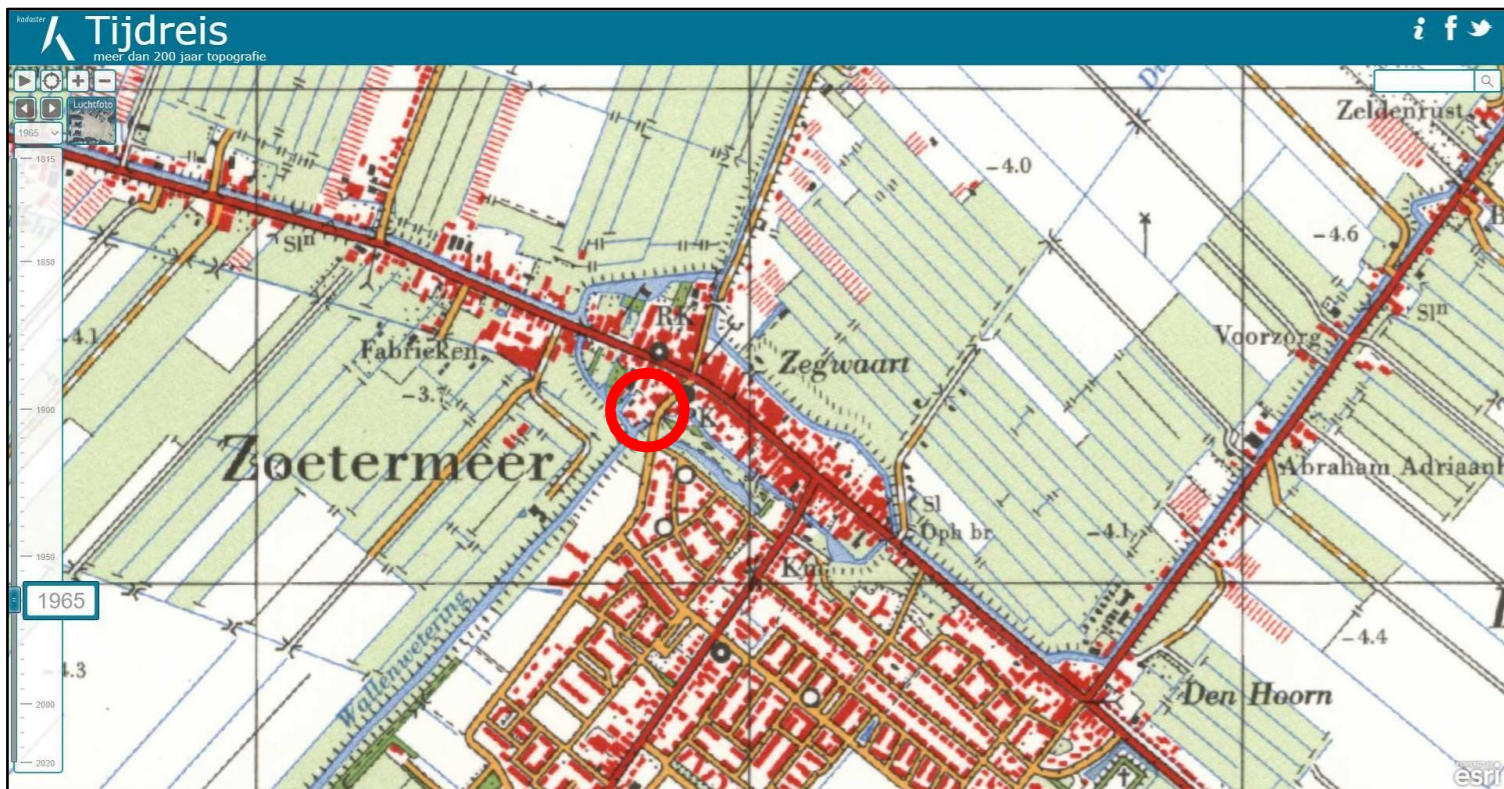 kadaster
Tijdreis
meer dan 200 jaar topografie
Luchtfoto
1965
1815
1850
1900
1950
1965
2000
2020
Zeldenrust
-4.0
-4.6
Slⁿ
Slⁿ
Voorzorg
RK
Zegwaart
Fabrieken
-4.1
-3.
K
Zoetermeer
Abraham Adriaanh
Sl
Oph br
-4.1
Km
Wallenwetering
-4.4
-4.3
Den Hoorn
esri